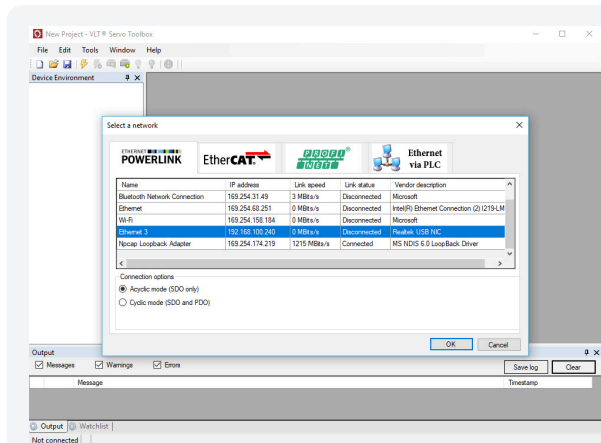 New Project - VLT® Servo Toolbox
File Edit Tools Window Help
Device Environment
Select a network
ETHERNET
POWERLINK
EtherCAT.
PROFI
NET
Ethernet
via PLC
Name IP address Link speed Link status Vendor description
Bluetooth Network Connection 169.254.31.49 3 MBits/s Disconnected Microsoft
Ethernet 169.254.68.251 0 MBits/s Disconnected Intel(R) Ethernet Connection (2) I219-LM
Wi-Fi 169.254.158.184 0 MBits/s Disconnected Microsoft
Ethernet 3 192.168.100.240 0 MBits/s Disconnected Realtek USB NIC
Npcap Loopback Adapter 169.254.174.219 1215 MBits/s Connected MS NDIS 6.0 LoopBack Driver
Connection options
Acyclic mode (SDO only)
Cyclic mode (SDO and PDO)
OK Cancel
Output
Messages Warnings Errors Save log Clear
Message Timestamp
Output Watchlist
Not connected